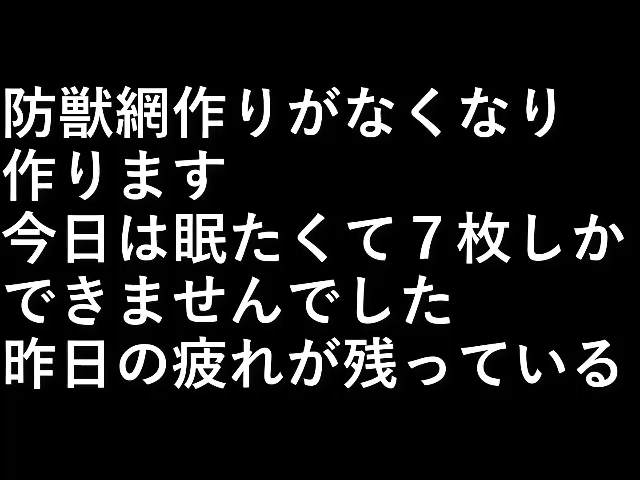 防獣網作りがなくなり
作ります
今日は眠たくて７枚しか
できませんでした
昨日の疲れが残っている